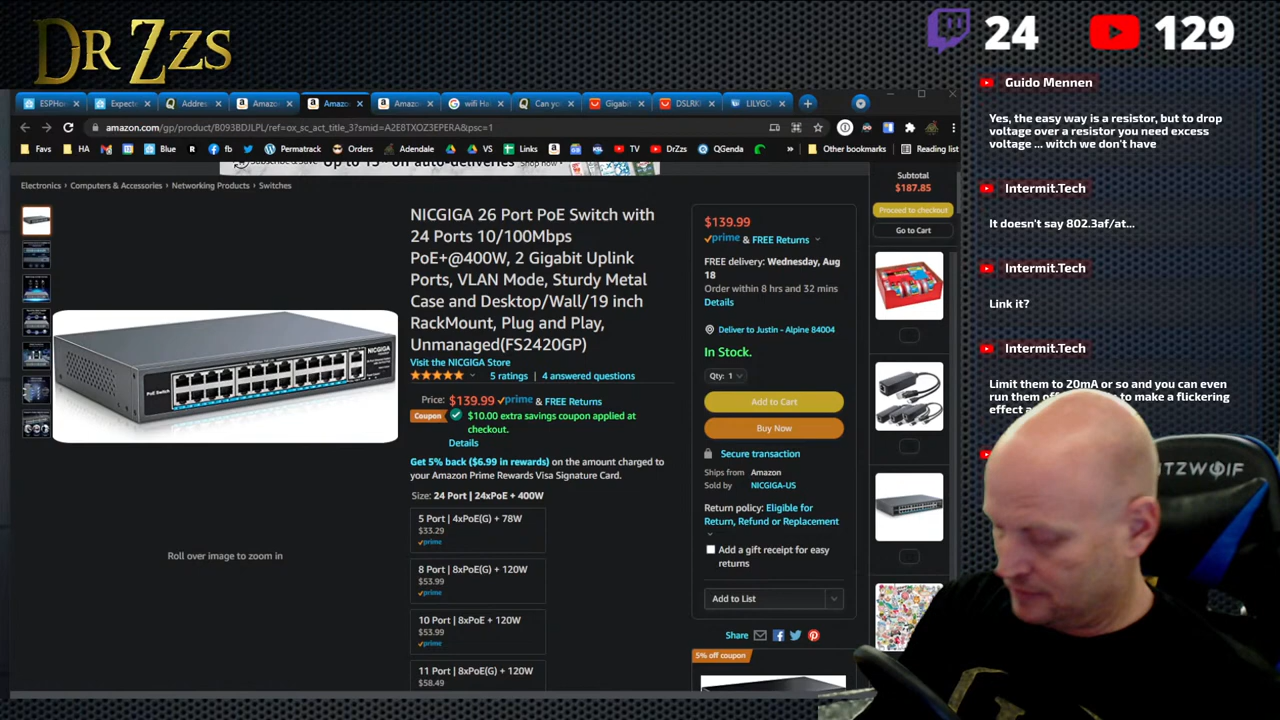 DR ZZS
24
129
ESPHo
Expecte
Addres
Amazo
Amazo
Amazo
wifi Ha
Can yo
Gigabit
DSLRK
LILYGO
amazon.com/gp/product/B093BDJLPL/ref=ox_sc_act_title_3?smid=A2E8TXOZ3EPERA&psc=1
Favs
HA
Blue
fb
Permatrack
Orders
Adendale
VS
Links
TV
DrZzs
QGenda
Other bookmarks
Reading list
Electronics › Computers & Accessories › Networking Products › Switches
NICGIGA 26 Port PoE Switch with
24 Ports 10/100Mbps
PoE+@400W, 2 Gigabit Uplink
Ports, VLAN Mode, Sturdy Metal
Case and Desktop/Wall/19 inch
RackMount, Plug and Play,
Unmanaged(FS2420GP)
Visit the NICGIGA Store
5 ratings | 4 answered questions
Price: $139.99 prime & FREE Returns
Coupon $10.00 extra savings coupon applied at
checkout.
Details
Get 5% back ($6.99 in rewards) on the amount charged to
your Amazon Prime Rewards Visa Signature Card.
Size: 24 Port | 24xPoE + 400W
5 Port | 4xPoE(G) + 78W
$33.29
prime
8 Port | 8xPoE(G) + 120W
$53.99
prime
10 Port | 8xPoE + 120W
$53.99
prime
11 Port | 8xPoE(G) + 120W
$58.49
NICGIGA
PoE Switch
Roll over image to zoom in
$139.99
prime & FREE Returns
FREE delivery: Wednesday, Aug
18
Order within 8 hrs and 32 mins
Details
Deliver to Justin - Alpine 84004
In Stock.
Qty: 1
Add to Cart
Buy Now
Secure transaction
Ships from Amazon
Sold by NICGIGA-US
Return policy: Eligible for
Return, Refund or Replacement
Add a gift receipt for easy
returns
Add to List
Share
5% off coupon
Subtotal
$187.85
Proceed to checkout
Go to Cart
Guido Mennen
Yes, the easy way is a resistor, but to drop
voltage over a resistor you need excess
voltage ... witch we don't have
Intermit.Tech
It doesn't say 802.3af/at...
Intermit.Tech
Link it?
Intermit.Tech
Limit them to 20mA or so and you can even
run them off
to make a flickering
effect
ITZWOLF